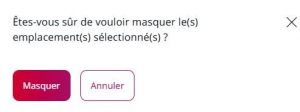 Êtes-vous sûr de vouloir masquer le(s)
emplacement(s) sélectionné(s) ?
Masquer
Annuler